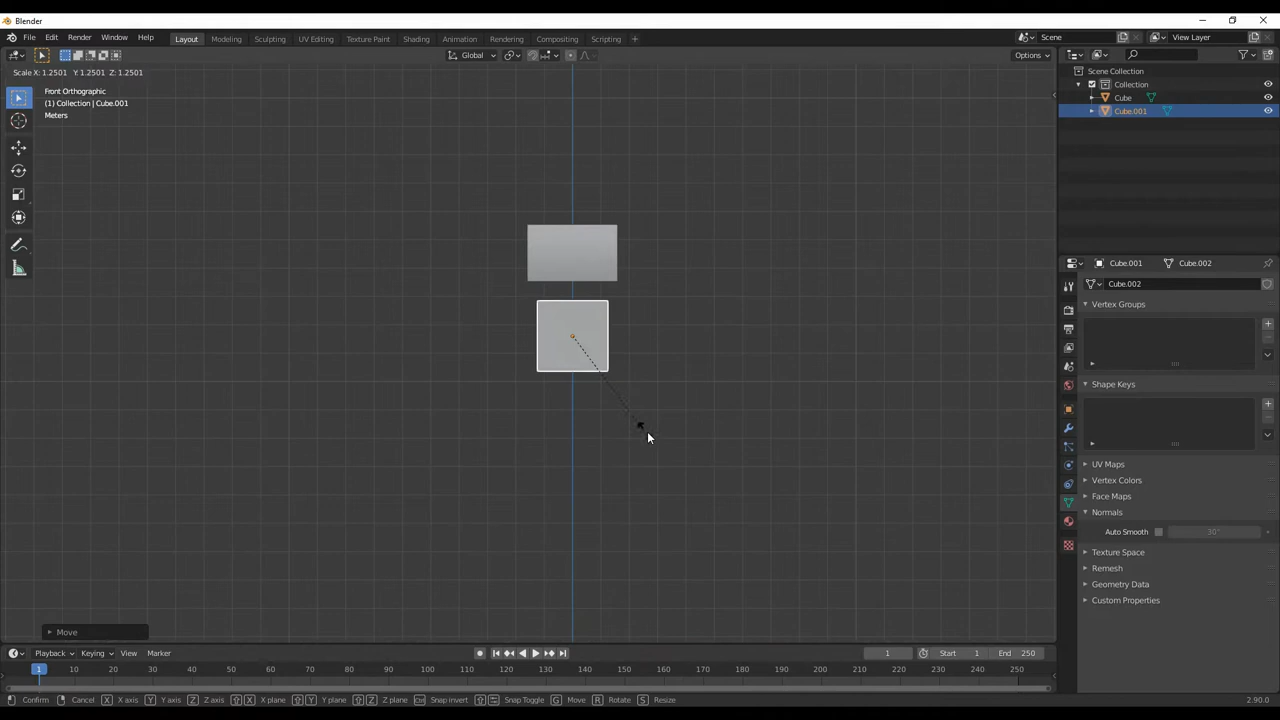 Blender
File Edit Render Window Help Layout Modeling Sculpting UV Editing Texture Paint Shading Animation Rendering Compositing Scripting + Scene View Layer
Global Options
Scale X: 1.2501 Y: 1.2501 Z: 1.2501
Scene Collection
Front Orthographic
Collection
(1) Collection | Cube.001
Cube
Meters
Cube.001
Cube.001 Cube.002
Cube.002
Vertex Groups
Shape Keys
UV Maps
Vertex Colors
Face Maps
Normals
Auto Smooth 30°
Texture Space
Remesh
Geometry Data
Custom Properties
Move
Playback Keying View Marker 1 Start 1 End 250
1 10 20 30 40 50 60 70 80 90 100 110 120 130 140 150 160 170 180 190 200 210 220 230 240 250
Confirm Cancel X X axis Y Y axis Z Z axis X X plane Y Y plane Z Z plane Ctrl Snap Invert Snap Toggle G Move R Rotate S Resize 2.90.0